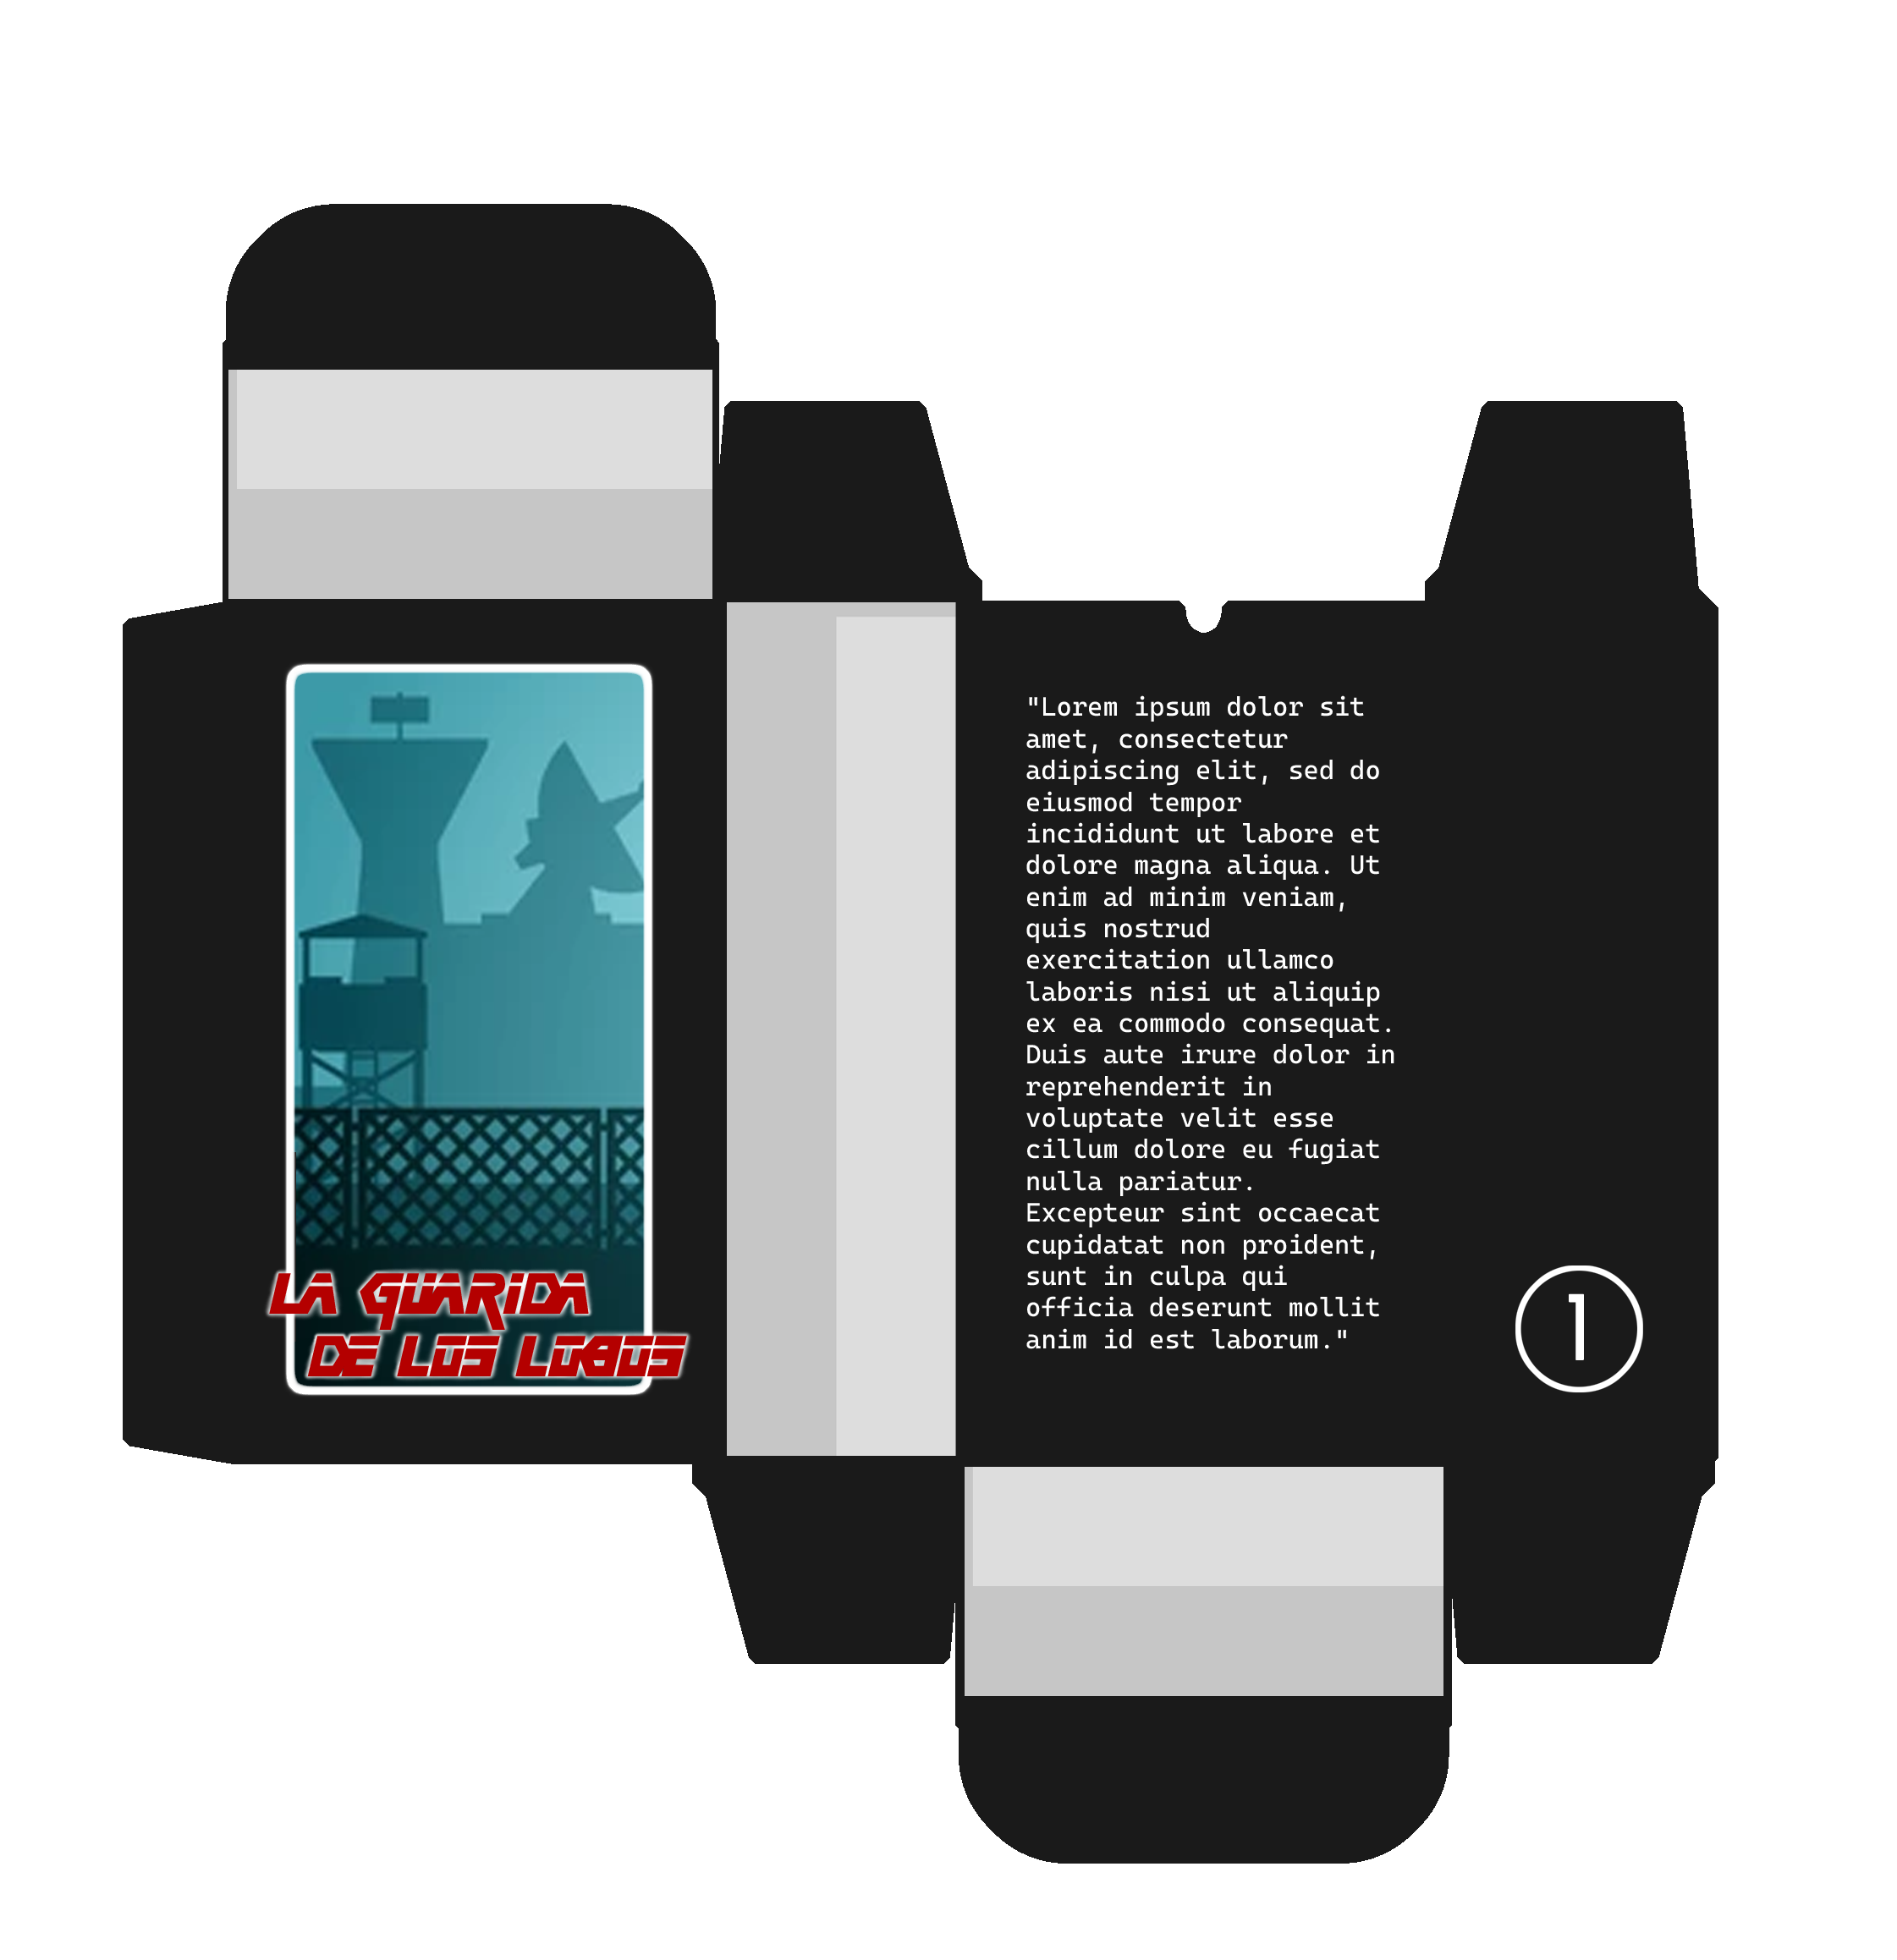 LA GUARIDA
DE LOS LOBOS
"Lorem ipsum dolor sit
amet, consectetur
adipiscing elit, sed do
eiusmod tempor
incididunt ut labore et
dolore magna aliqua. Ut
enim ad minim veniam,
quis nostrud
exercitation ullamco
laboris nisi ut aliquip
ex ea commodo consequat.
Duis aute irure dolor in
reprehenderit in
voluptate velit esse
cillum dolore eu fugiat
nulla pariatur.
Excepteur sint occaecat
cupidatat non proident,
sunt in culpa qui
officia deserunt mollit
anim id est laborum."
1